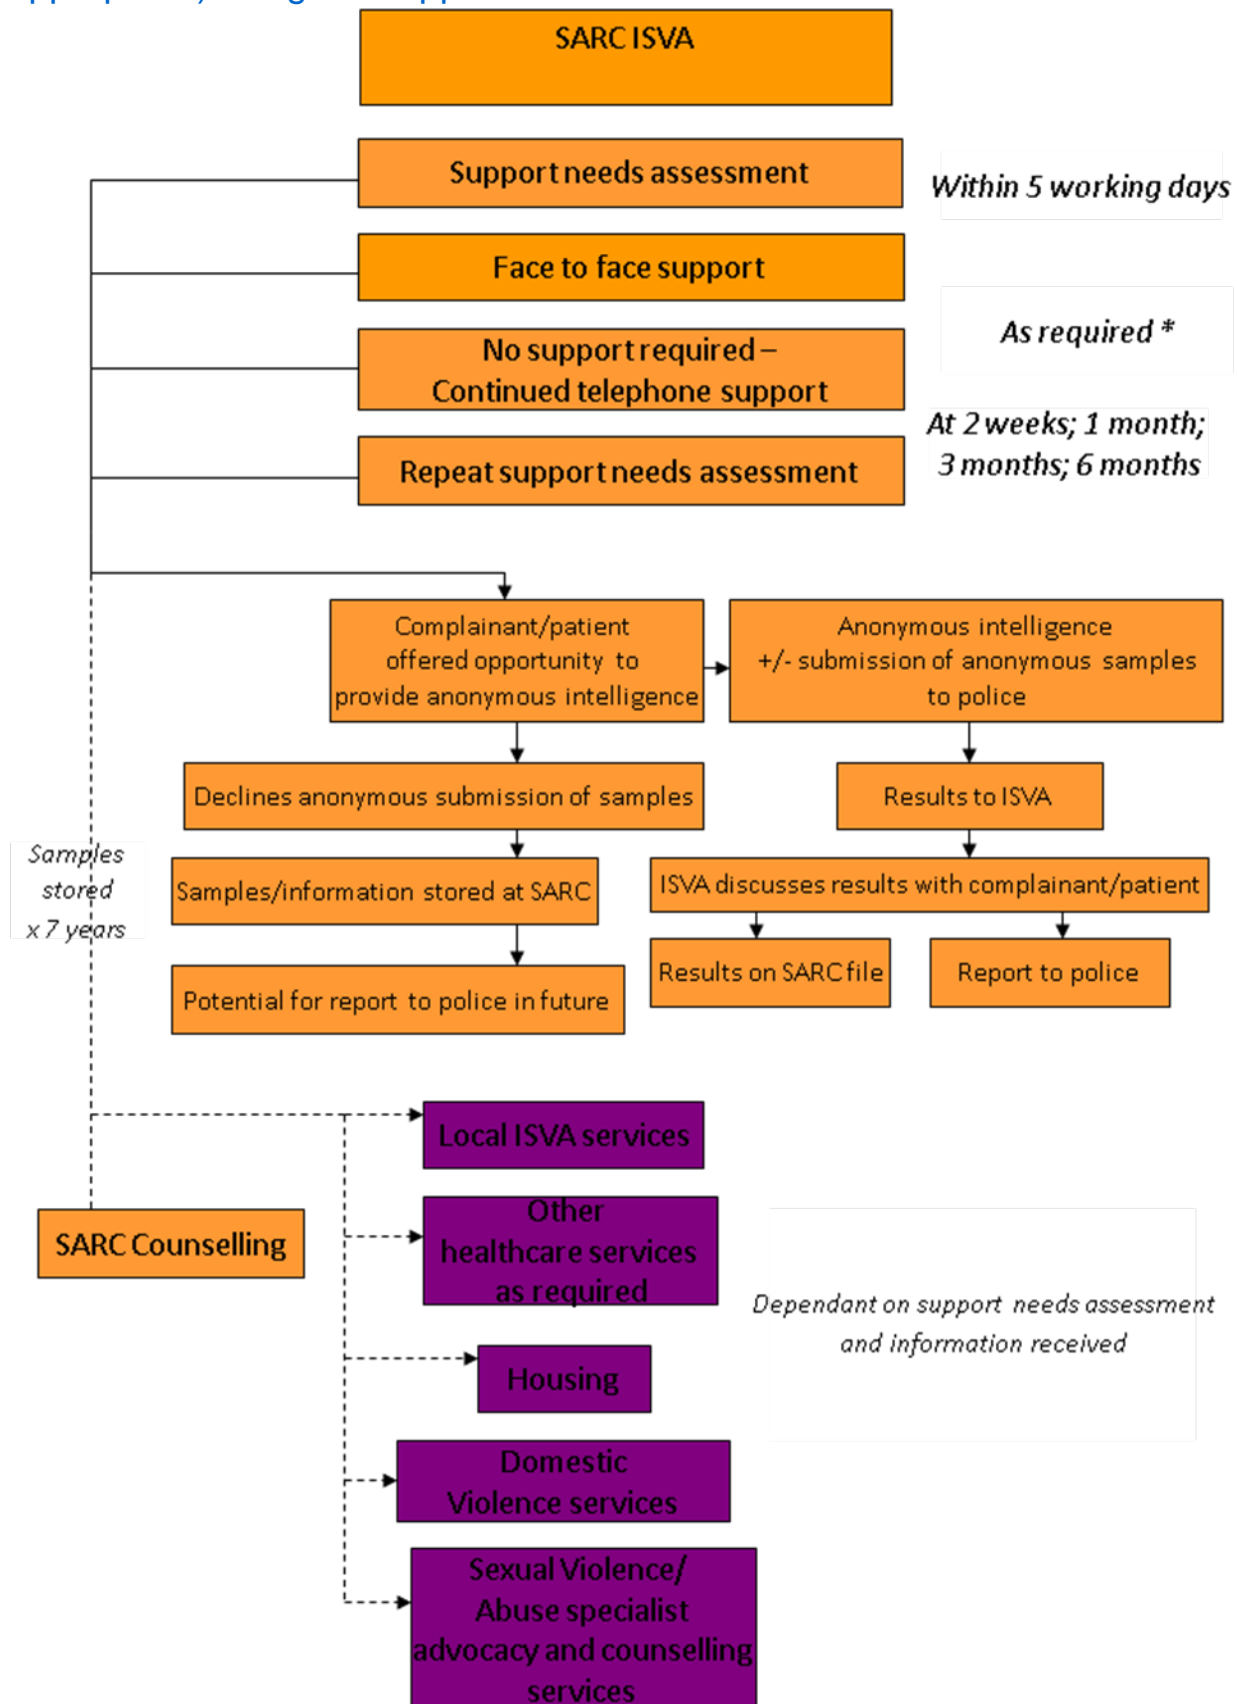 SARC ISVA
Support needs assessment
Within 5 working days
Face to face support
As required *
No support required –
Continued telephone support
At 2 weeks; 1 month;
3 months; 6 months
Repeat support needs assessment
Complainant/patient
offered opportunity to
provide anonymous intelligence
Anonymous intelligence
+/- submission of anonymous samples
to police
Declines anonymous submission of samples
Results to ISVA
Samples
stored
x 7 years
Samples/information stored at SARC
ISVA discusses results with complainant/patient
Potential for report to police in future
Results on SARC file
Report to police
Local ISVA services
SARC Counselling
Other
healthcare services
as required
Dependant on support needs assessment
and information received
Housing
Domestic
Violence services
Sexual Violence/
Abuse specialist
advocacy and counselling
services